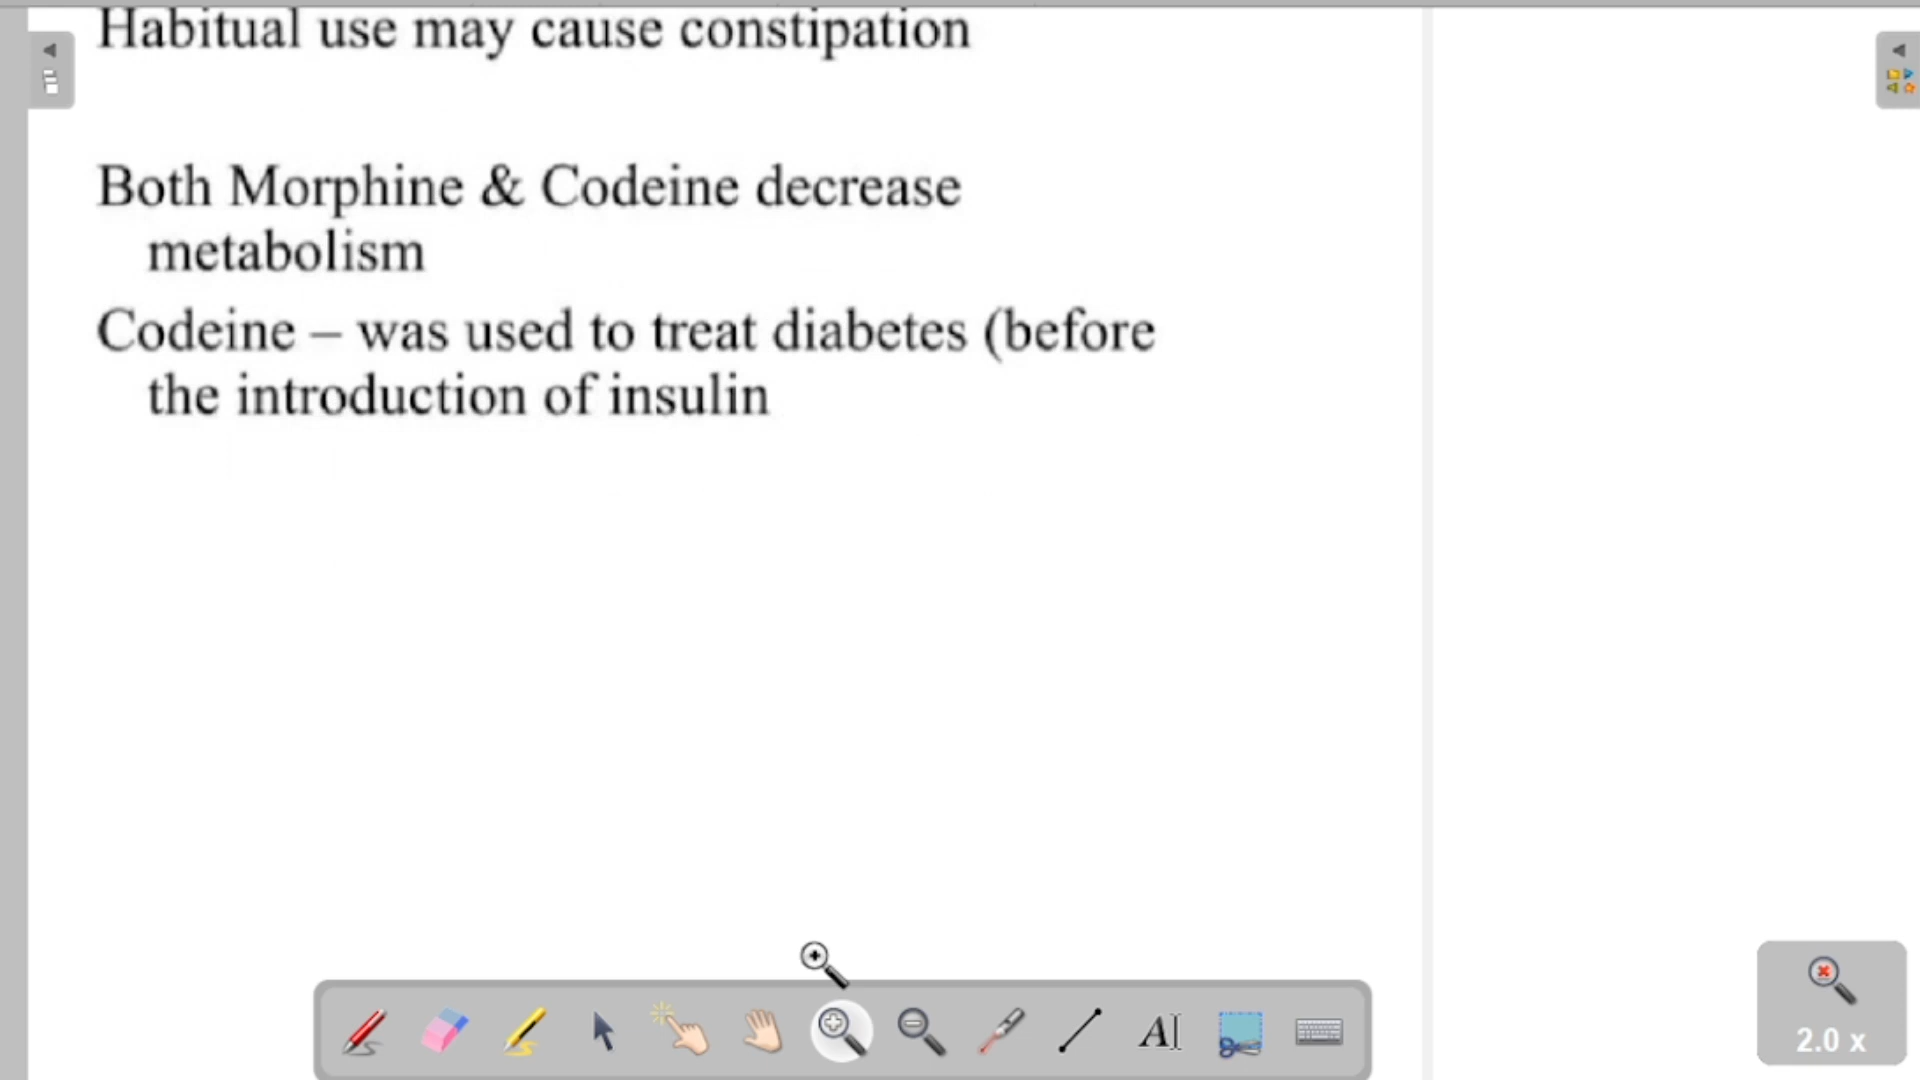 Habitual use may cause constipation
Both Morphine & Codeine decrease
metabolism
Codeine – was used to treat diabetes (before
the introduction of insulin
A
2.0 x